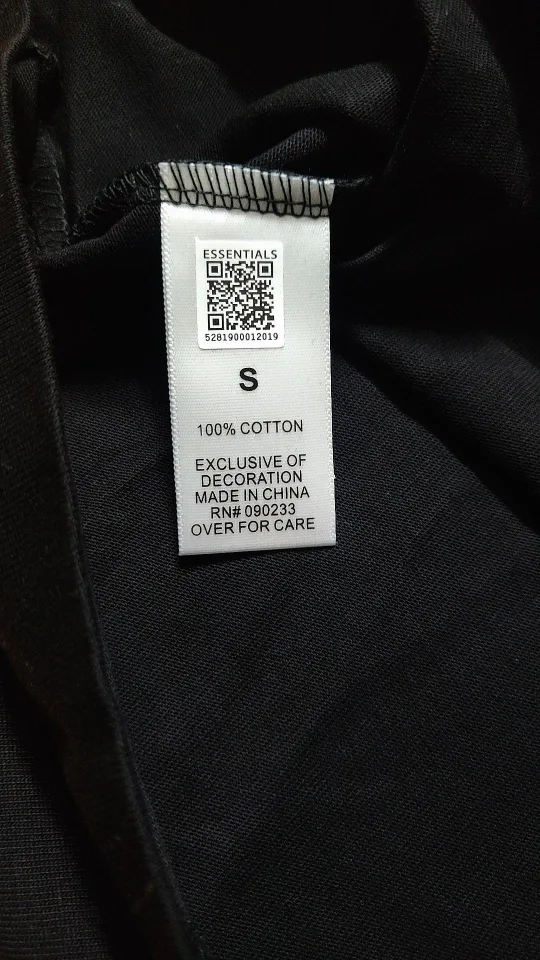 ESSENTIALS
5281900012019
S
100% COTTON
EXCLUSIVE OF
DECORATION
MADE IN CHINA
RN# 090233
OVER FOR CARE